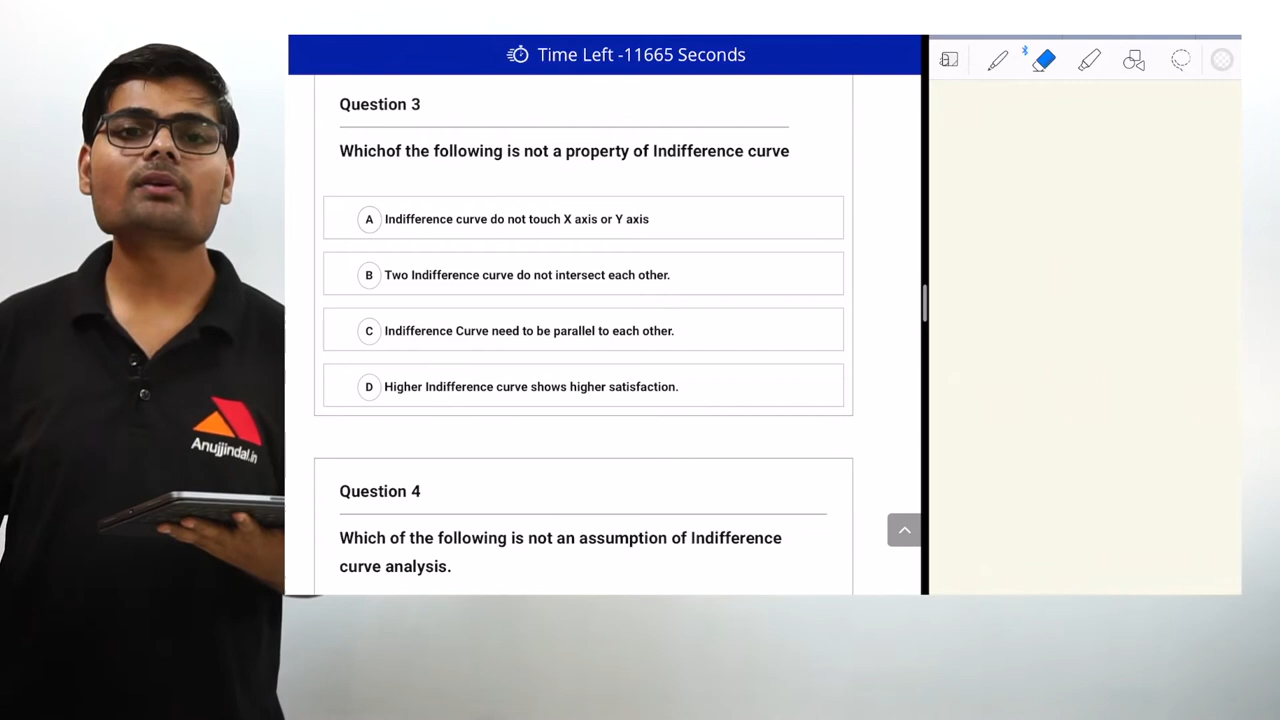 Time Left -11665 Seconds
Question 3
Whichof the following is not a property of Indifference curve
A Indifference curve do not touch X axis or Y axis
B Two Indifference curve do not intersect each other.
C Indifference Curve need to be parallel to each other.
D Higher Indifference curve shows higher satisfaction.
Question 4
Which of the following is not an assumption of Indifference
curve analysis.
Anujjindal.in